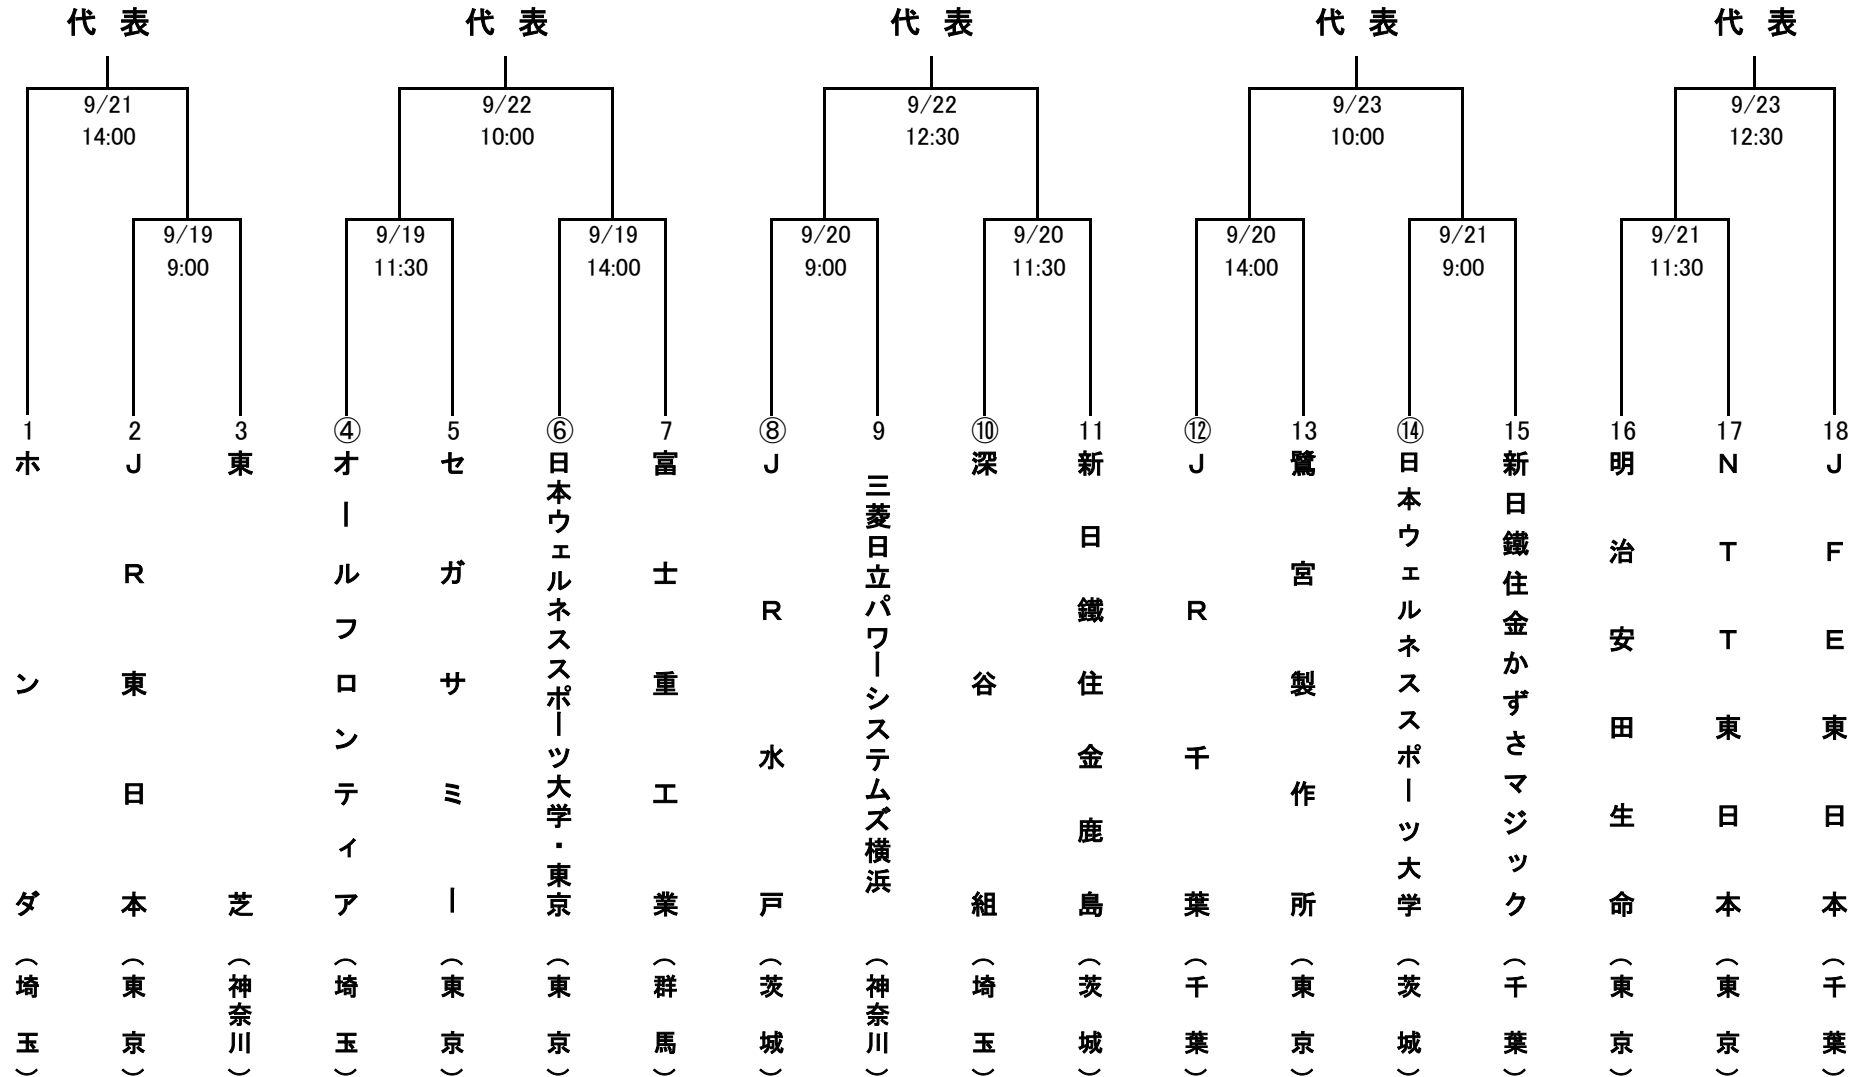 代表 代表 代表 代表 代表
9/21 9/22 9/22 9/23 9/23
14:00 10:00 12:30 10:00 12:30
9/19 9/19 9/19 9/20 9/20 9/20 9/21 9/21
9:00 11:30 14:00 9:00 11:30 14:00 9:00 11:30
1 2 3 ④ 5 ⑥ 7 ⑧ 9 ⑩ 11 ⑫ 13 ⑭ 15 16 17 18
ホンダ(埼玉)
JR東日本(東京)
東芝(神奈川)
オールフロンティア(埼玉)
セガサミー(東京)
日本ウェルネススポーツ大学・東京(東京)
富士重工業(群馬)
JR水戸(茨城)
三菱日立パワーシステムズ横浜(神奈川)
深谷組(埼玉)
新日鐵住金鹿島(茨城)
JR千葉(千葉)
鷺宮製作所(東京)
日本ウェルネススポーツ大学(茨城)
新日鐵住金かずさマジック(千葉)
明治安田生命(東京)
NTT東日本(東京)
JFE東日本(千葉)